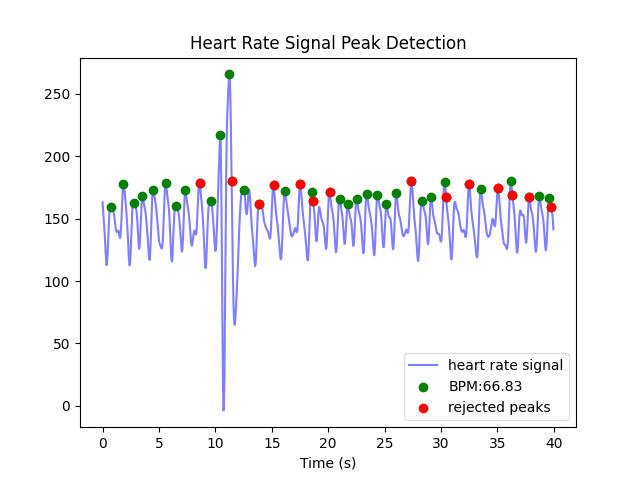 Heart Rate Signal Peak Detection
250
200
150
100
50
0
heart rate signal
BPM:66.83
rejected peaks
0 5 10 15 20 25 30 35 40
Time (s)